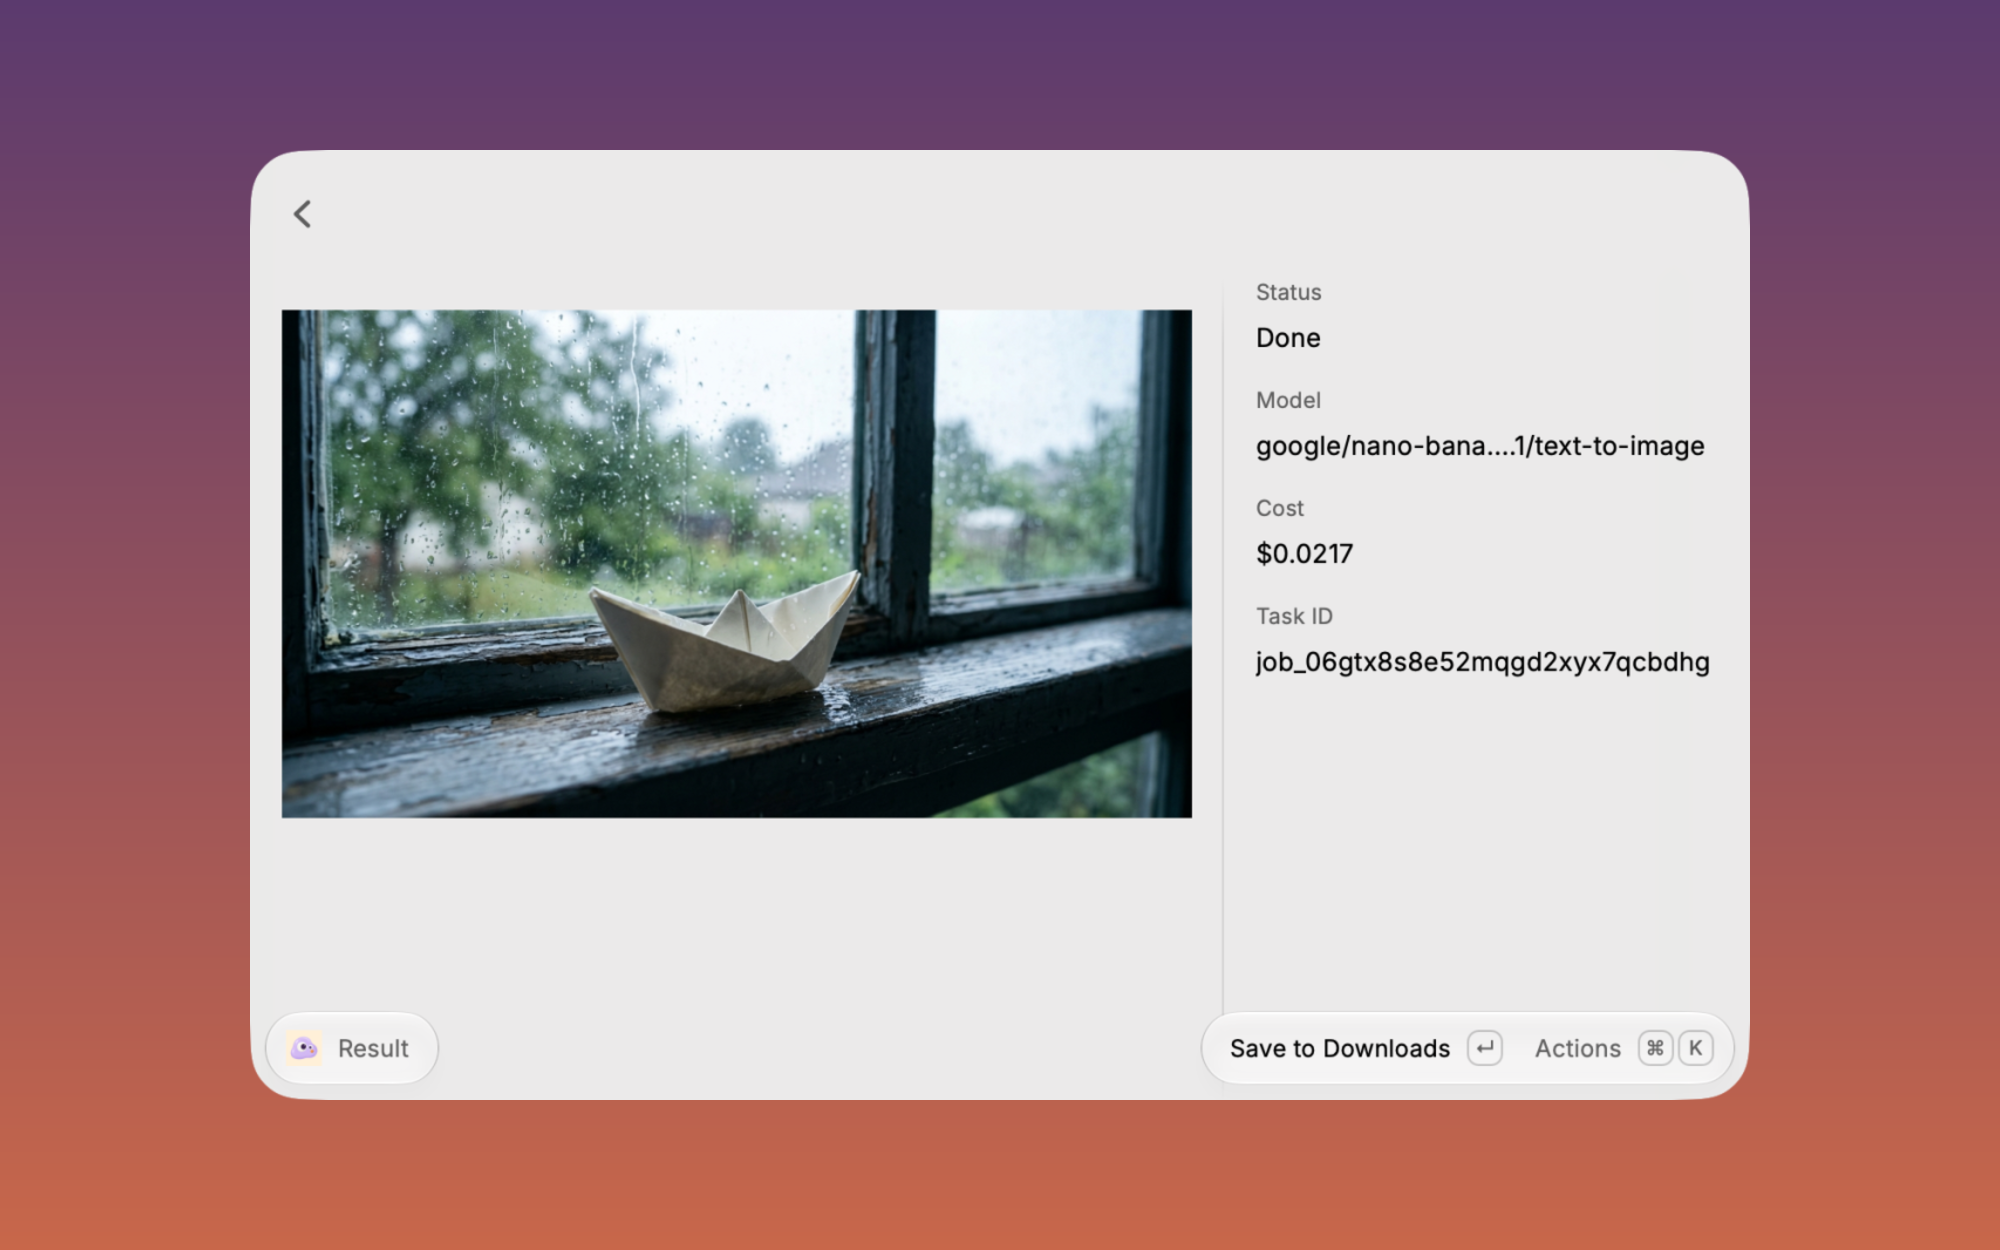 Status
Done
Model
google/nano-bana....1/text-to-image
Cost
$0.0217
Task ID
job_06gtx8s8e52mqgd2xyx7qcbdhg
Result
Save to Downloads ↵ Actions ⌘ K